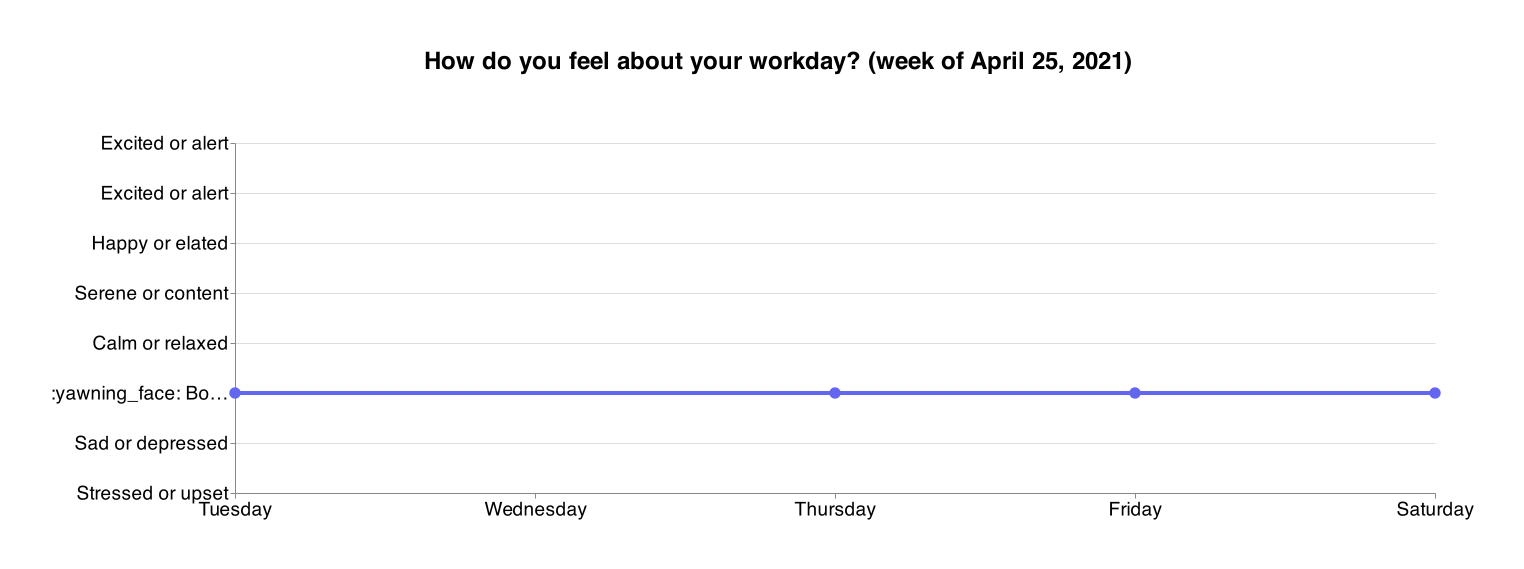 How do you feel about your workday? (week of April 25, 2021)
Excited or alert
Excited or alert
Happy or elated
Serene or content
Calm or relaxed
:yawning_face: Bo…
Sad or depressed
Stressed or upset
Tuesday Wednesday Thursday Friday Saturday